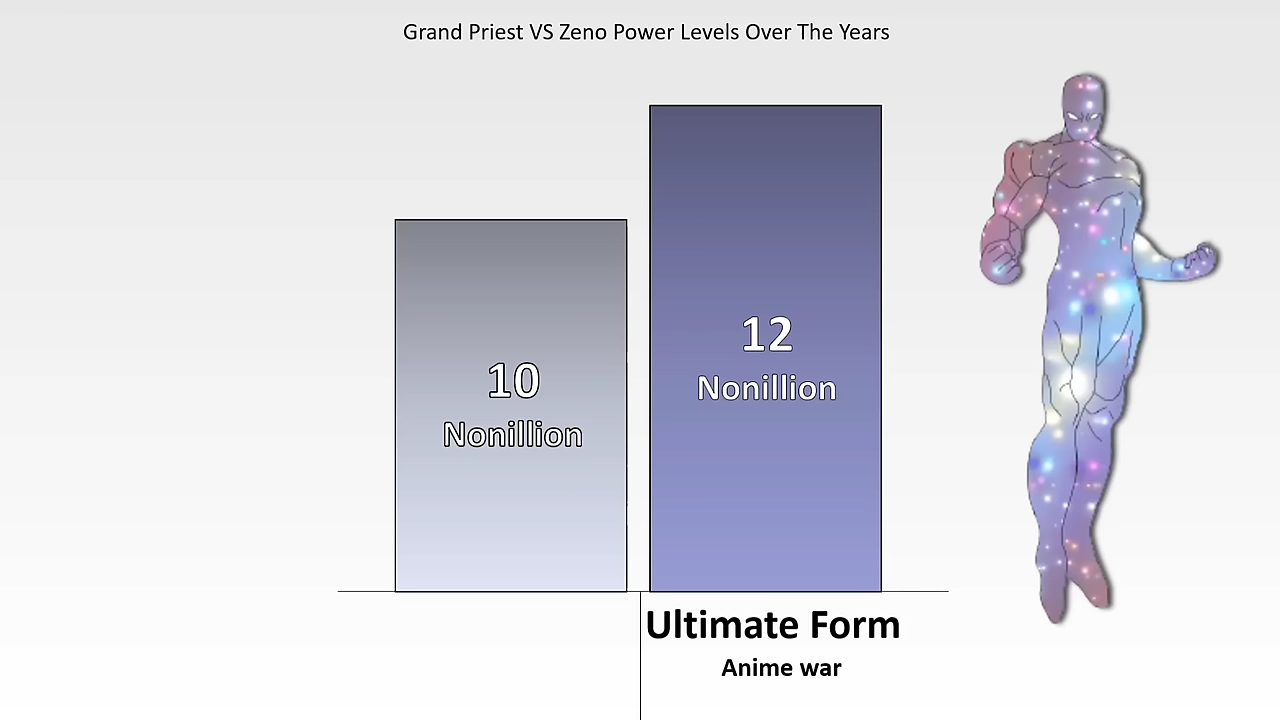 Grand Priest VS Zeno Power Levels Over The Years
10
Nonillion
12
Nonillion
Ultimate Form
Anime war